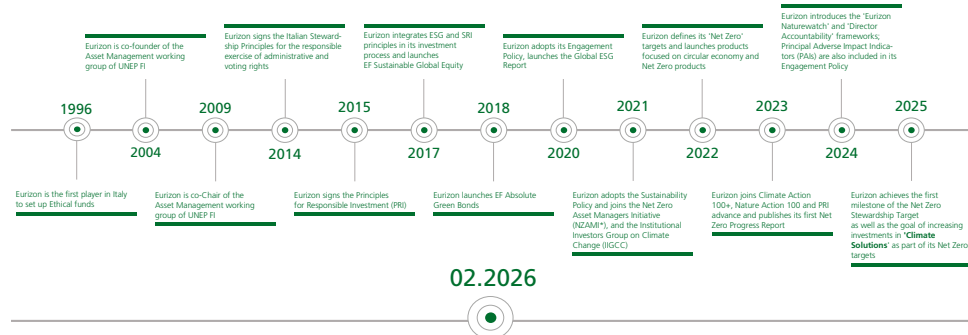 Eurizon is co-founder of the
Asset Management working
group of UNEP FI
Eurizon signs the Italian Steward-
ship Principles for the responsible
exercise of administrative and
voting rights
Eurizon integrates ESG and SRI
principles in its investment
process and launches
EF Sustainable Global Equity
Eurizon adopts its Engagement
Policy, launches the Global ESG
Report
Eurizon defines its 'Net Zero'
targets and launches products
focused on circular economy and
Net Zero products
Eurizon introduces the 'Eurizon
Naturewatch' and 'Director
Accountability' frameworks;
Principal Adverse Impact Indica-
tors (PAIs) are also included in its
Engagement Policy
1996
2004
2009
2014
2015
2017
2018
2020
2021
2022
2023
2024
2025
Eurizon is the first player in Italy
to set up Ethical funds
Eurizon is co-Chair of the
Asset Management working
group of UNEP FI
Eurizon signs the Principles
for Responsible Investment (PRI)
Eurizon launches EF Absolute
Green Bonds
Eurizon adopts the Sustainability
Policy and joins the Net Zero
Asset Managers Initiative
(NZAMI*), and the Institutional
Investors Group on Climate
Change (IIGCC)
Eurizon joins Climate Action
100+, Nature Action 100 and PRI
advance and publishes its first Net
Zero Progress Report
Eurizon achieves the first
milestone of the Net Zero
Stewardship Target
as well as the goal of increasing
investments in 'Climate
Solutions' as part of its Net Zero
targets
02.2026